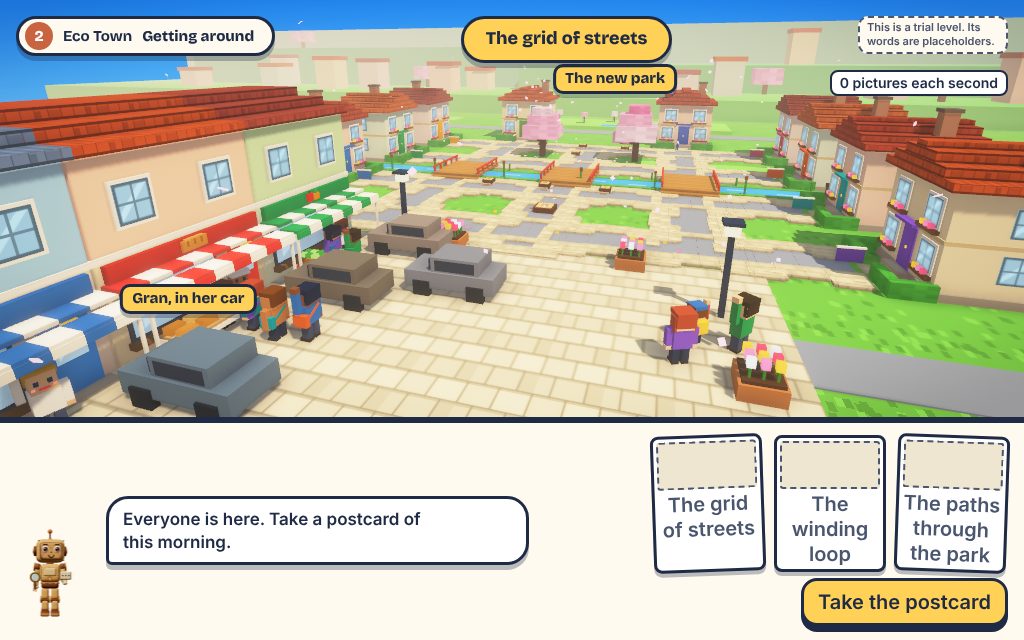 2 Eco Town Getting around
The grid of streets
This is a trial level. Its
words are placeholders.
The new park
0 pictures each second
Gran, in her car
Everyone is here. Take a postcard of
this morning.
The grid
of streets
The
winding
loop
The paths
through
the park
Take the postcard